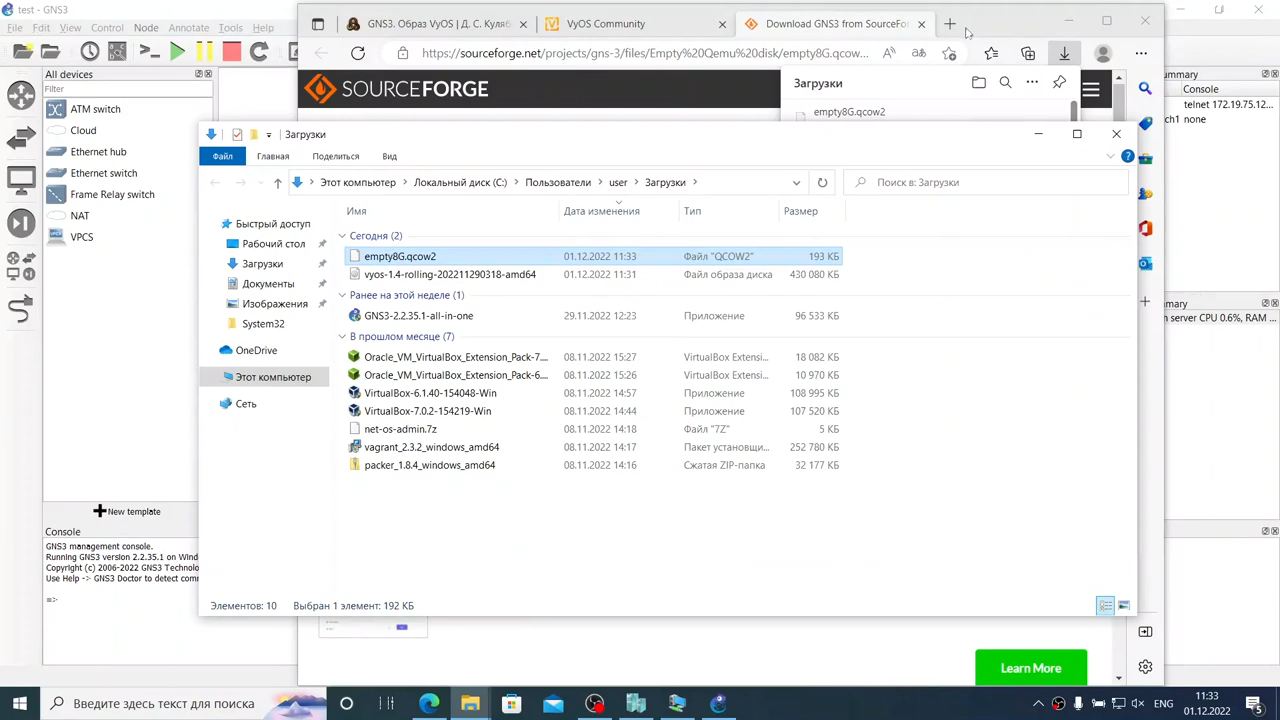 test - GNS3
File Edit View Control Node Annotate
GNS3. Образ VyOS | Д. С. Куляб
VyOS Community
Download GNS3 from SourceFor
https://sourceforge.net/projects/gns-3/files/Empty%20Qemu%20disk/empty8G.qcow...
SOURCEFORGE
Загрузки
empty8G.qcow2
All devices
Filter
ATM switch
Cloud
Ethernet hub
Ethernet switch
Frame Relay switch
NAT
VPCS
New template
Console
GNS3 management console.
Running GNS3 version 2.2.35.1 on Wind
Copyright (c) 2006-2022 GNS3 Technolo
Use Help -> GNS3 Doctor to detect comm
=>
Загрузки
Файл Главная Поделиться Вид
Этот компьютер Локальный диск (C:) Пользователи user Загрузки
Поиск в: Загрузки
Быстрый доступ
Рабочий стол
Загрузки
Документы
Изображения
System32
OneDrive
Этот компьютер
Сеть
Имя Дата изменения Тип Размер
Сегодня (2)
empty8G.qcow2 01.12.2022 11:33 Файл "QCOW2" 193 КБ
vyos-1.4-rolling-202211290318-amd64 01.12.2022 11:31 Файл образа диска 430 080 КБ
Ранее на этой неделе (1)
GNS3-2.2.35.1-all-in-one 29.11.2022 12:23 Приложение 96 533 КБ
В прошлом месяце (7)
Oracle_VM_VirtualBox_Extension_Pack-7.... 08.11.2022 15:27 VirtualBox Extensi... 18 082 КБ
Oracle_VM_VirtualBox_Extension_Pack-6.... 08.11.2022 15:26 VirtualBox Extensi... 10 970 КБ
VirtualBox-6.1.40-154048-Win 08.11.2022 14:57 Приложение 108 995 КБ
VirtualBox-7.0.2-154219-Win 08.11.2022 14:44 Приложение 107 520 КБ
net-os-admin.7z 08.11.2022 14:18 Файл "7Z" 5 КБ
vagrant_2.3.2_windows_amd64 08.11.2022 14:17 Пакет установщи... 252 780 КБ
packer_1.8.4_windows_amd64 08.11.2022 14:16 Сжатая ZIP-папка 32 177 КБ
Элементов: 10 Выбран 1 элемент: 192 КБ
ummary
Console
telnet 172.19.75.12...
ch1 none
mary
n server CPU 0.6%, RAM ...
Learn More
Введите здесь текст для поиска
ENG
11:33
01.12.2022